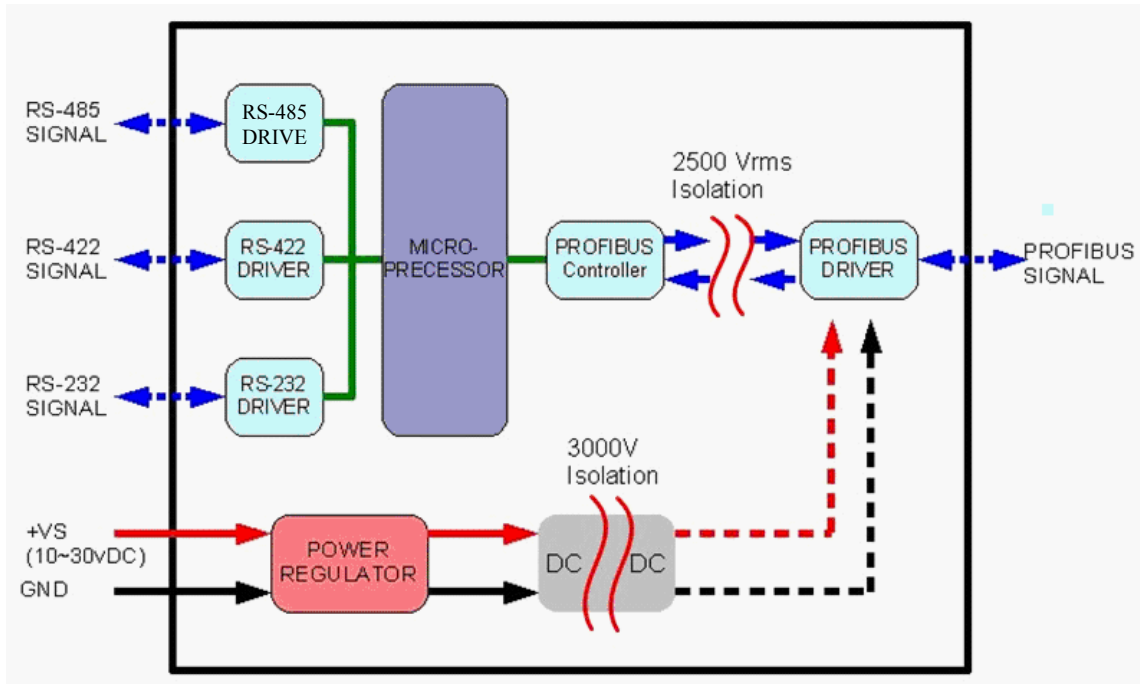 RS-485
SIGNAL
RS-485
DRIVE
2500 Vrms
Isolation
RS-422
SIGNAL
RS-422
DRIVER
MICRO-
PRECESSOR
PROFIBUS
Controller
PROFIBUS
DRIVER
PROFIBUS
SIGNAL
RS-232
SIGNAL
RS-232
DRIVER
3000V
Isolation
+VS
(10~30vDC)
GND
POWER
REGULATOR
DC
DC